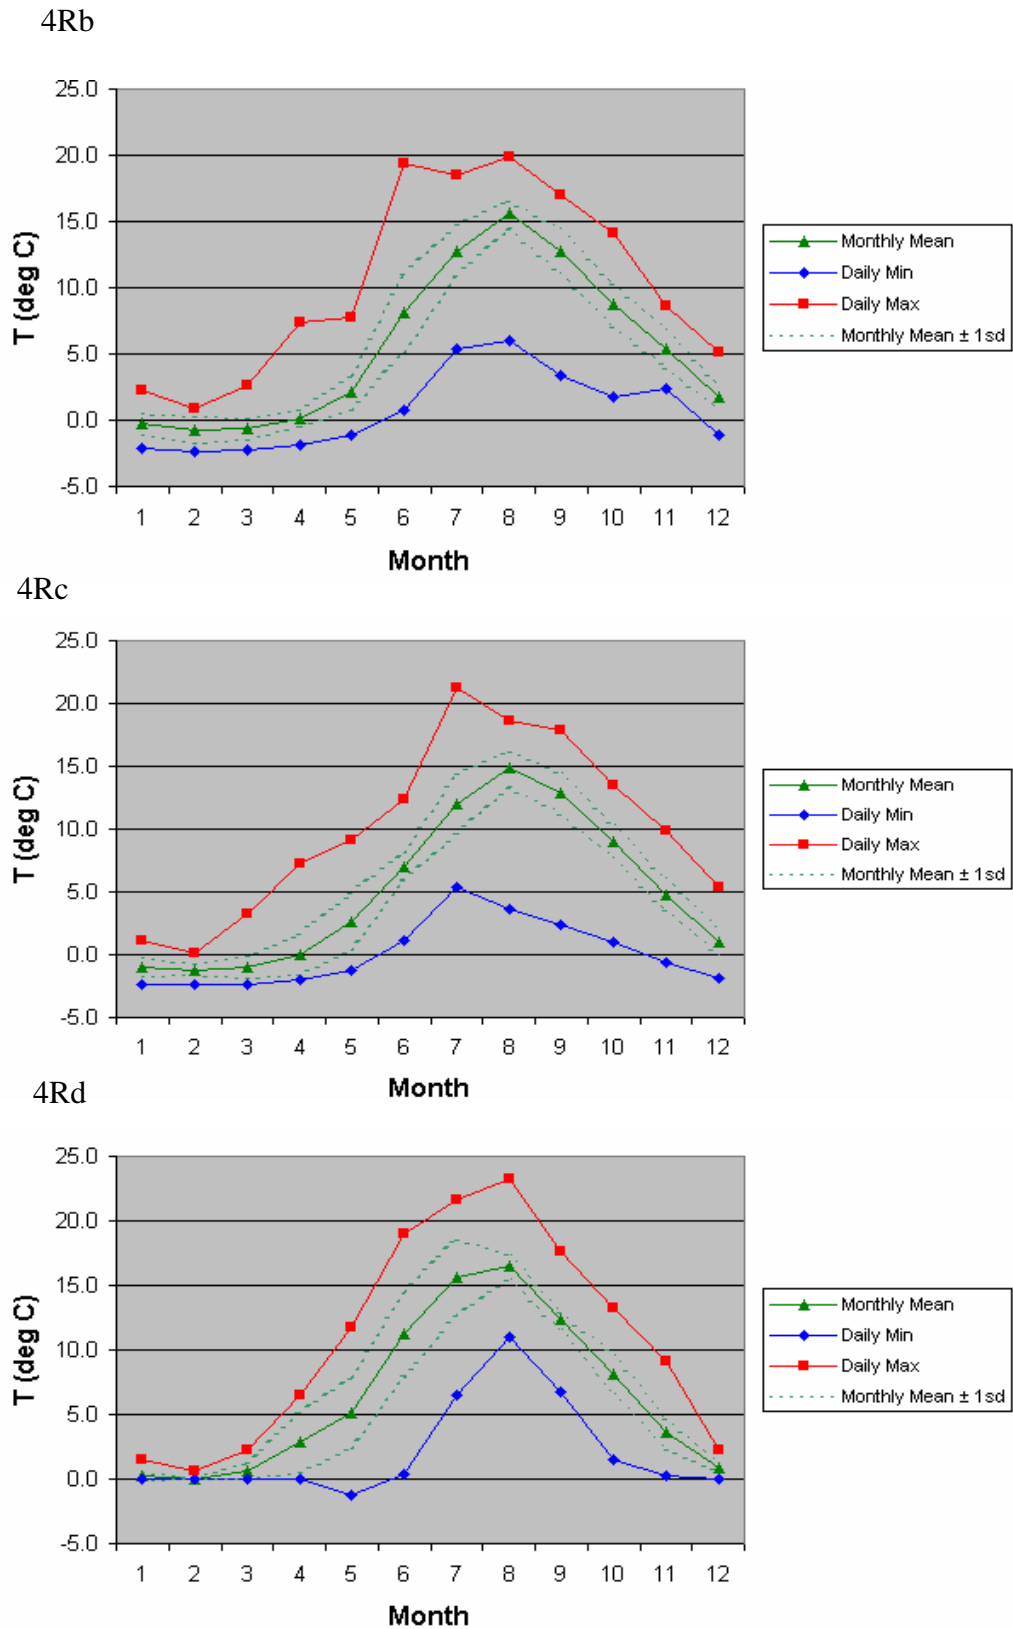 4Rb
25.0
20.0
15.0
10.0
5.0
0.0
-5.0
T (deg C)
1 2 3 4 5 6 7 8 9 10 11 12
Month
Monthly Mean
Daily Min
Daily Max
Monthly Mean ± 1sd
4Rc
25.0
20.0
15.0
10.0
5.0
0.0
-5.0
T (deg C)
1 2 3 4 5 6 7 8 9 10 11 12
Month
Monthly Mean
Daily Min
Daily Max
Monthly Mean ± 1sd
4Rd
25.0
20.0
15.0
10.0
5.0
0.0
-5.0
T (deg C)
1 2 3 4 5 6 7 8 9 10 11 12
Month
Monthly Mean
Daily Min
Daily Max
Monthly Mean ± 1sd